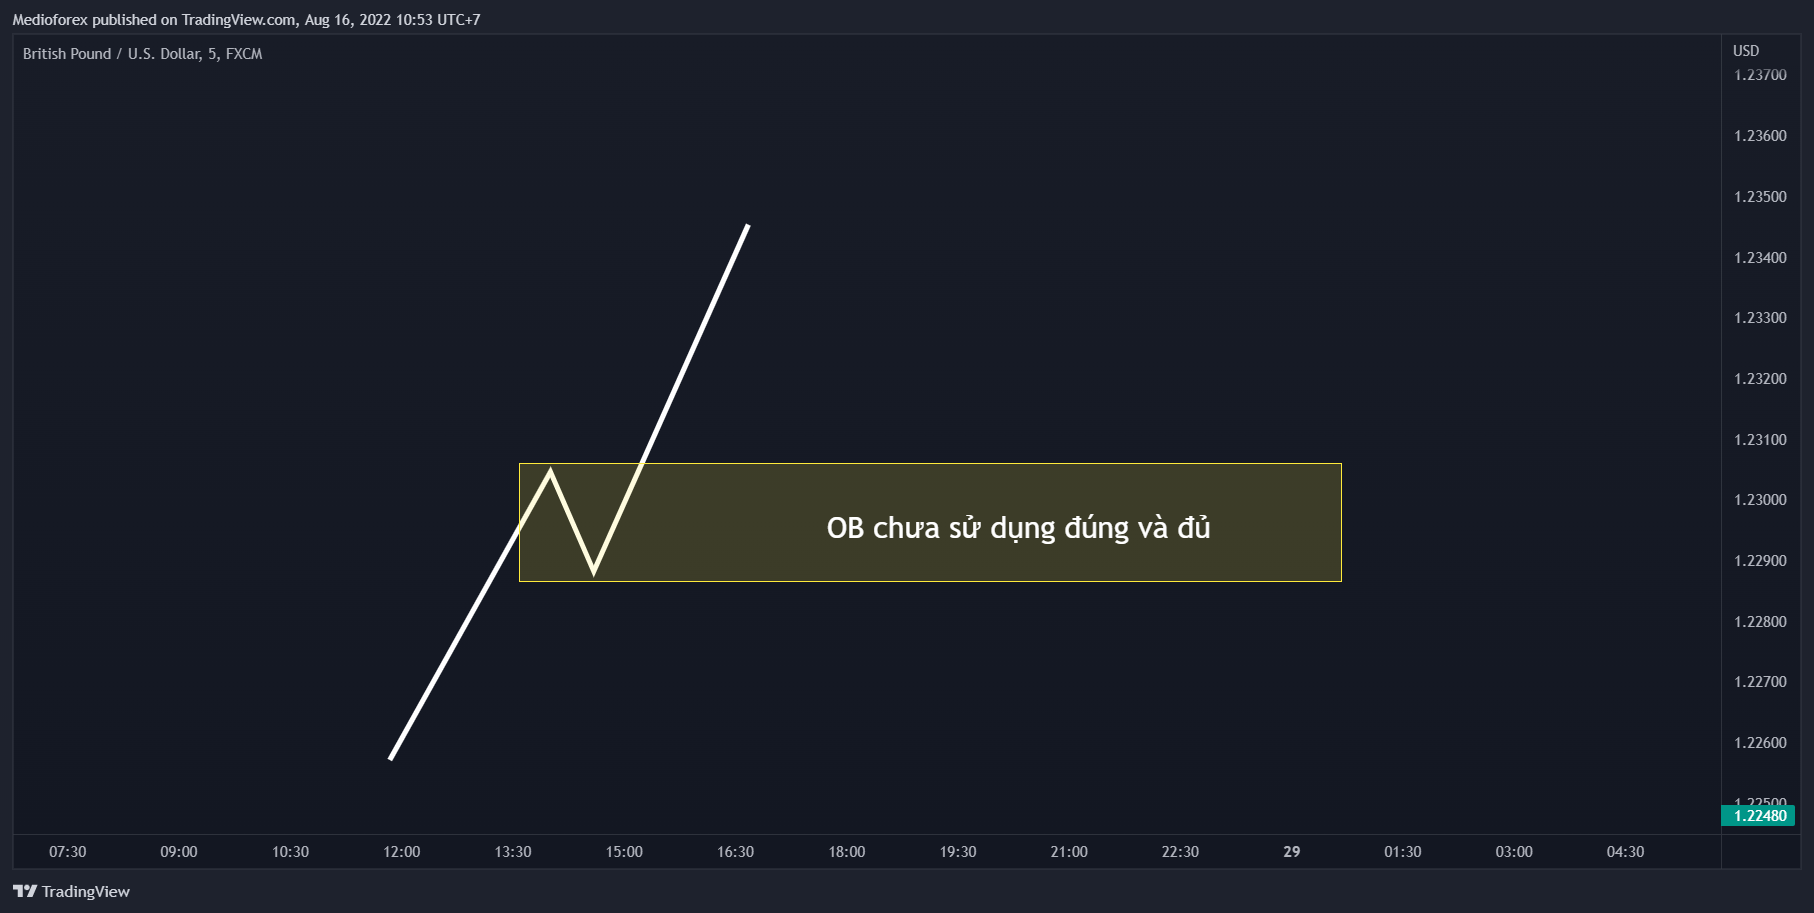 Medioforex published on TradingView.com, Aug 16, 2022 10:53 UTC+7
British Pound / U.S. Dollar, 5, FXCM
USD
1.23700
1.23600
1.23500
1.23400
1.23300
1.23200
1.23100
1.23000
OB chưa sử dụng đúng và đủ
1.22900
1.22800
1.22700
1.22600
1.22500
1.22480
07:30 09:00 10:30 12:00 13:30 15:00 16:30 18:00 19:30 21:00 22:30 29 01:30 03:00 04:30
TradingView